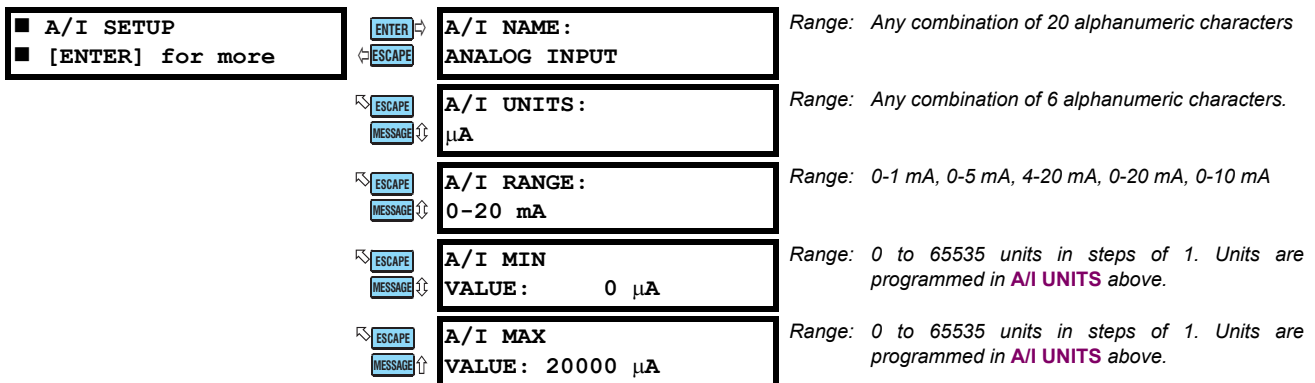 ■ A/I SETUP
■ [ENTER] for more
ENTER
ESCAPE
A/I NAME:
ANALOG INPUT
Range: Any combination of 20 alphanumeric characters
ESCAPE
MESSAGE
A/I UNITS:
μA
Range: Any combination of 6 alphanumeric characters.
ESCAPE
MESSAGE
A/I RANGE:
0-20 mA
Range: 0-1 mA, 0-5 mA, 4-20 mA, 0-20 mA, 0-10 mA
ESCAPE
MESSAGE
A/I MIN
VALUE: 0 μA
Range: 0 to 65535 units in steps of 1. Units are
programmed in A/I UNITS above.
ESCAPE
MESSAGE
A/I MAX
VALUE: 20000 μA
Range: 0 to 65535 units in steps of 1. Units are
programmed in A/I UNITS above.